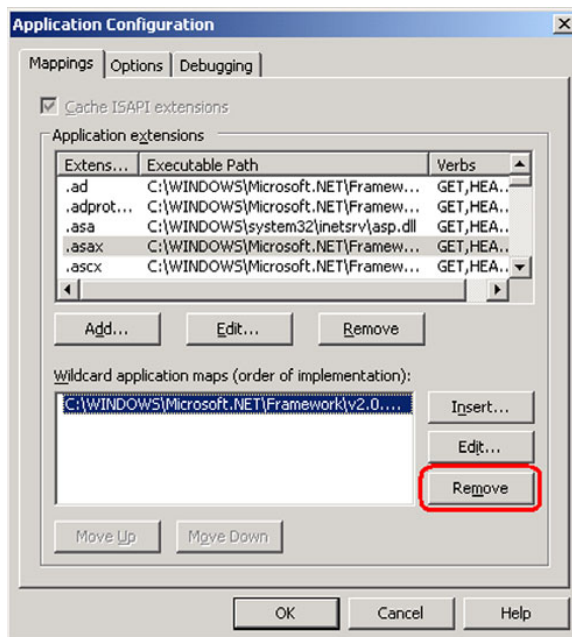 Application Configuration
Mappings Options Debugging
Cache ISAPI extensions
Application extensions
Extens... Executable Path Verbs
.ad C:\WINDOWS\Microsoft.NET\Framew... GET,HEA..
.adprot... C:\WINDOWS\Microsoft.NET\Framew... GET,HEA..
.asa C:\WINDOWS\system32\inetsrv\asp.dll GET,HEA..
.asax C:\WINDOWS\Microsoft.NET\Framew... GET,HEA..
.ascx C:\WINDOWS\Microsoft.NET\Framew... GET,HEA..
Add... Edit... Remove
Wildcard application maps (order of implementation):
C:\WINDOWS\Microsoft.NET\Framework\v2.0....
Insert...
Edit...
Remove
Move Up Move Down
OK Cancel Help